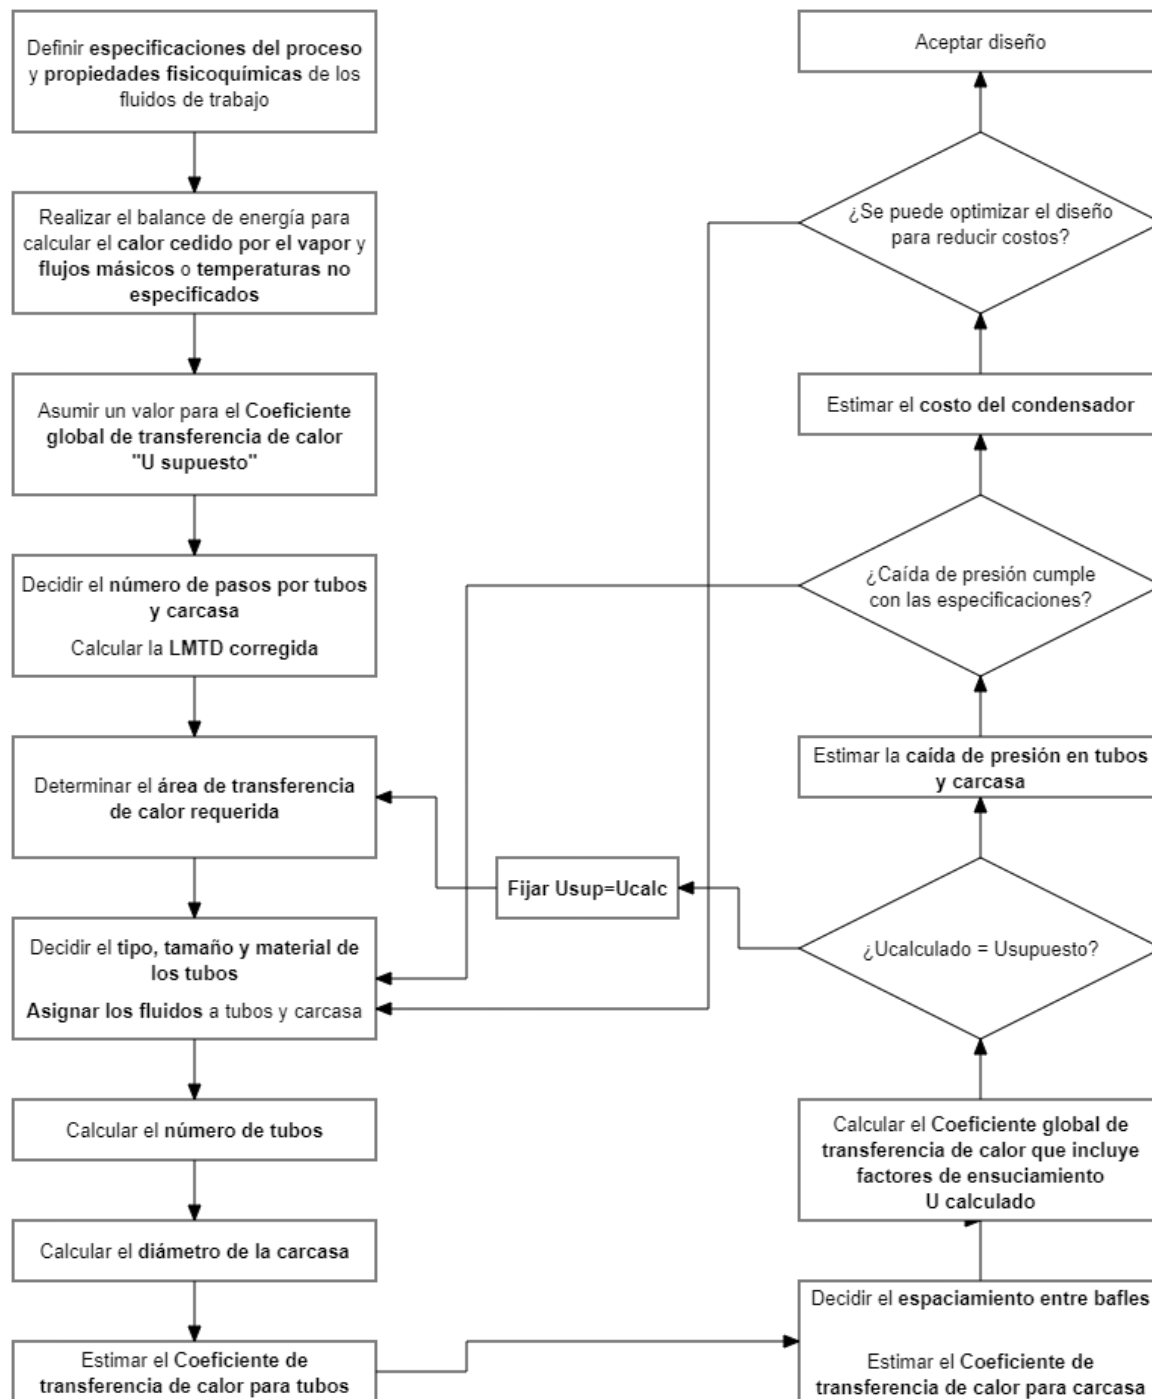 Definir especificaciones del proceso
y propiedades fisicoquímicas de los
fluidos de trabajo
Realizar el balance de energía para
calcular el calor cedido por el vapor y
flujos másicos o temperaturas no
especificados
Asumir un valor para el Coeficiente
global de transferencia de calor
"U supuesto"
Decidir el número de pasos por tubos
y carcasa
Calcular la LMTD corregida
Determinar el área de transferencia
de calor requerida
Decidir el tipo, tamaño y material de
los tubos
Asignar los fluidos a tubos y carcasa
Calcular el número de tubos
Calcular el diámetro de la carcasa
Estimar el Coeficiente de
transferencia de calor para tubos
Decidir el espaciamiento entre bafles
Estimar el Coeficiente de
transferencia de calor para carcasa
Calcular el Coeficiente global de
transferencia de calor que incluye
factores de ensuciamiento
U calculado
¿Ucalculado = Usupuesto?
Fijar Usup=Ucalc
Estimar la caída de presión en tubos
y carcasa
¿Caída de presión cumple
con las especificaciones?
Estimar el costo del condensador
¿Se puede optimizar el diseño
para reducir costos?
Aceptar diseño